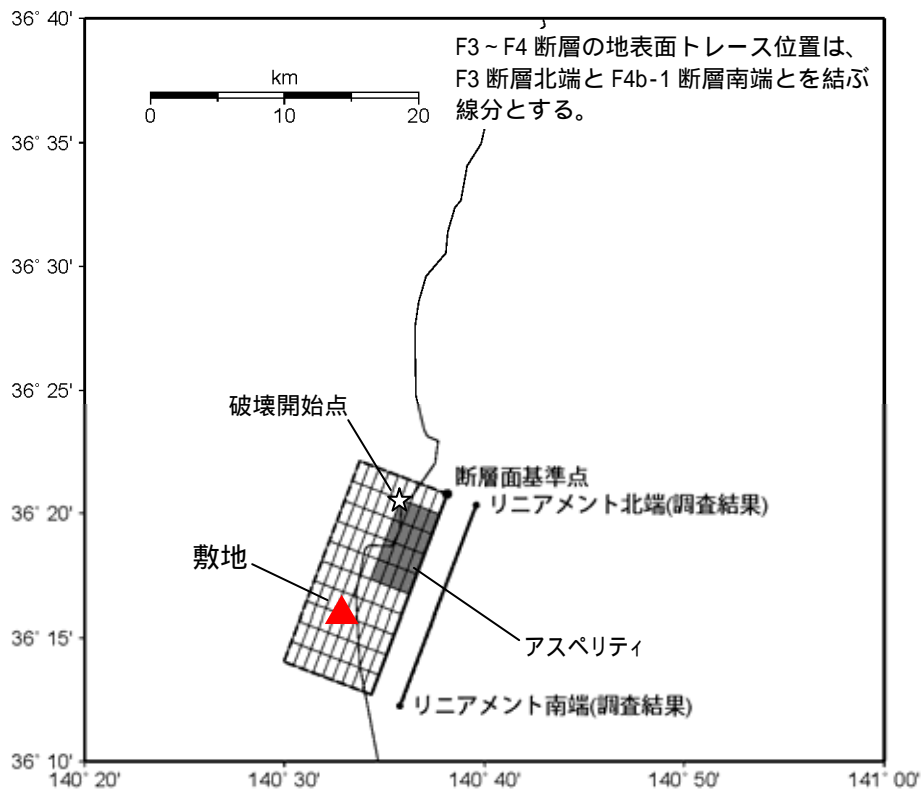 36° 40'
F3～F4 断層の地表面トレース位置は、
F3 断層北端と F4b-1 断層南端とを結ぶ
線分とする。
km
0 10 20
36° 35'
36° 30'
36° 25'
破壊開始点
断層面基準点
36° 20'
リニアメント北端(調査結果)
敷地
36° 15'
アスペリティ
リニアメント南端(調査結果)
36° 10'
140° 20' 140° 30' 140° 40' 140° 50' 141° 00'